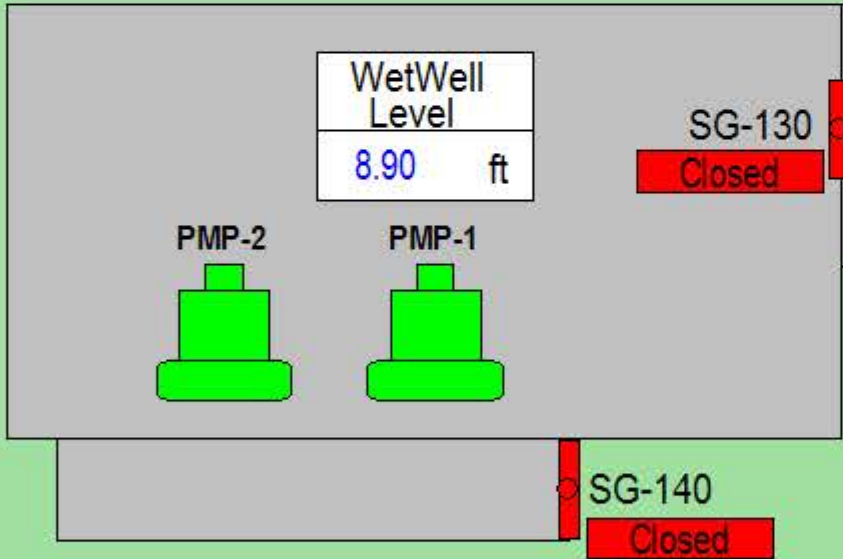 WetWell
Level
8.90 ft
SG-130
Closed
PMP-2 PMP-1
SG-140
Closed